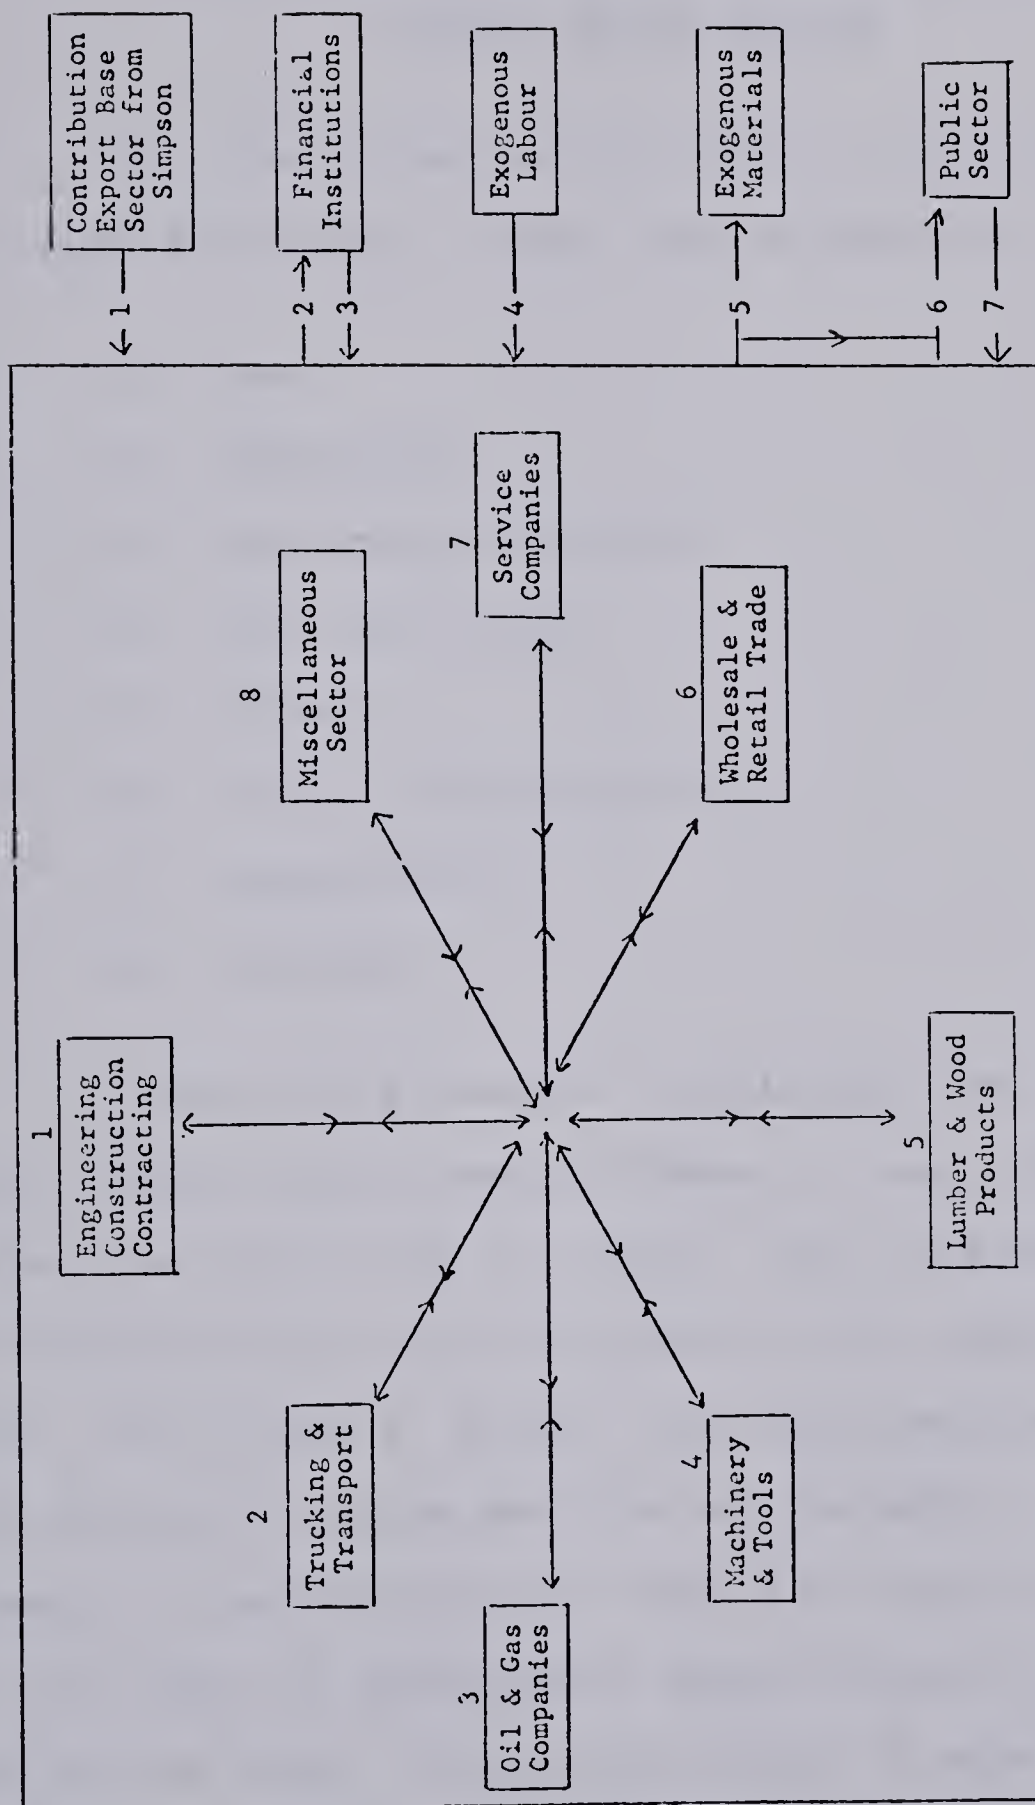 1
Engineering
Construction
Contracting
2
Trucking &
Transport
3
Oil & Gas
Companies
4
Machinery
& Tools
5
Lumber & Wood
Products
6
Wholesale &
Retail Trade
7
Service
Companies
8
Miscellaneous
Sector
Contribution
Export Base
Sector from
Simpson
1
Financial
Institutions
2
3
Exogenous
Labour
4
Exogenous
Materials
5
Public
Sector
6
7